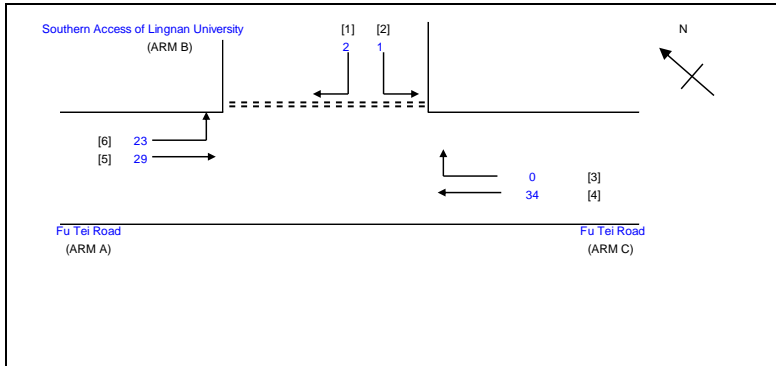 Southern Access of Lingnan University [1] [2] N
(ARM B) 2 1
[6] 23
[5] 29
0 [3]
34 [4]
Fu Tei Road Fu Tei Road
(ARM A) (ARM C)